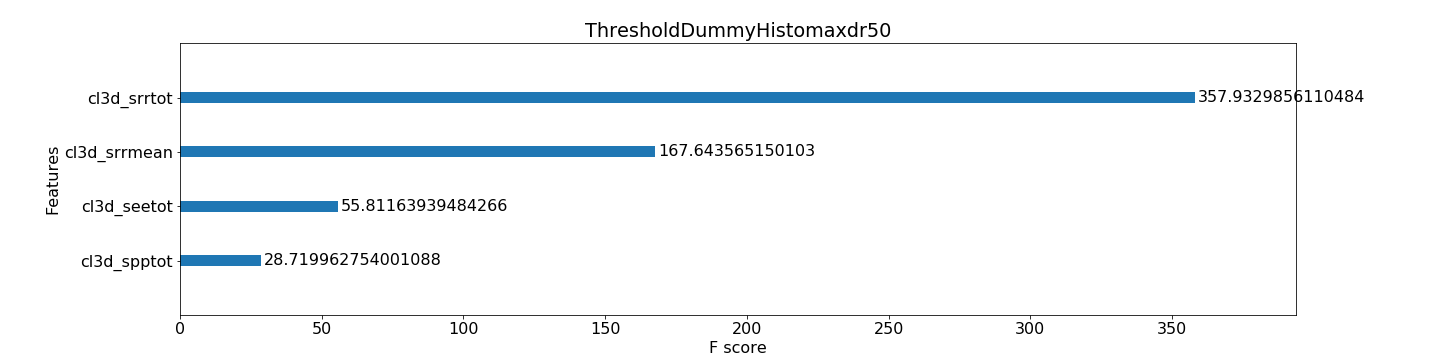 ThresholdDummyHistomaxdr50
cl3d_srrtot
357.9329856110484
cl3d_srrmean
167.643565150103
cl3d_seetot
55.81163939484266
cl3d_spptot
28.719962754001088
Features
0 50 100 150 200 250 300 350
F score